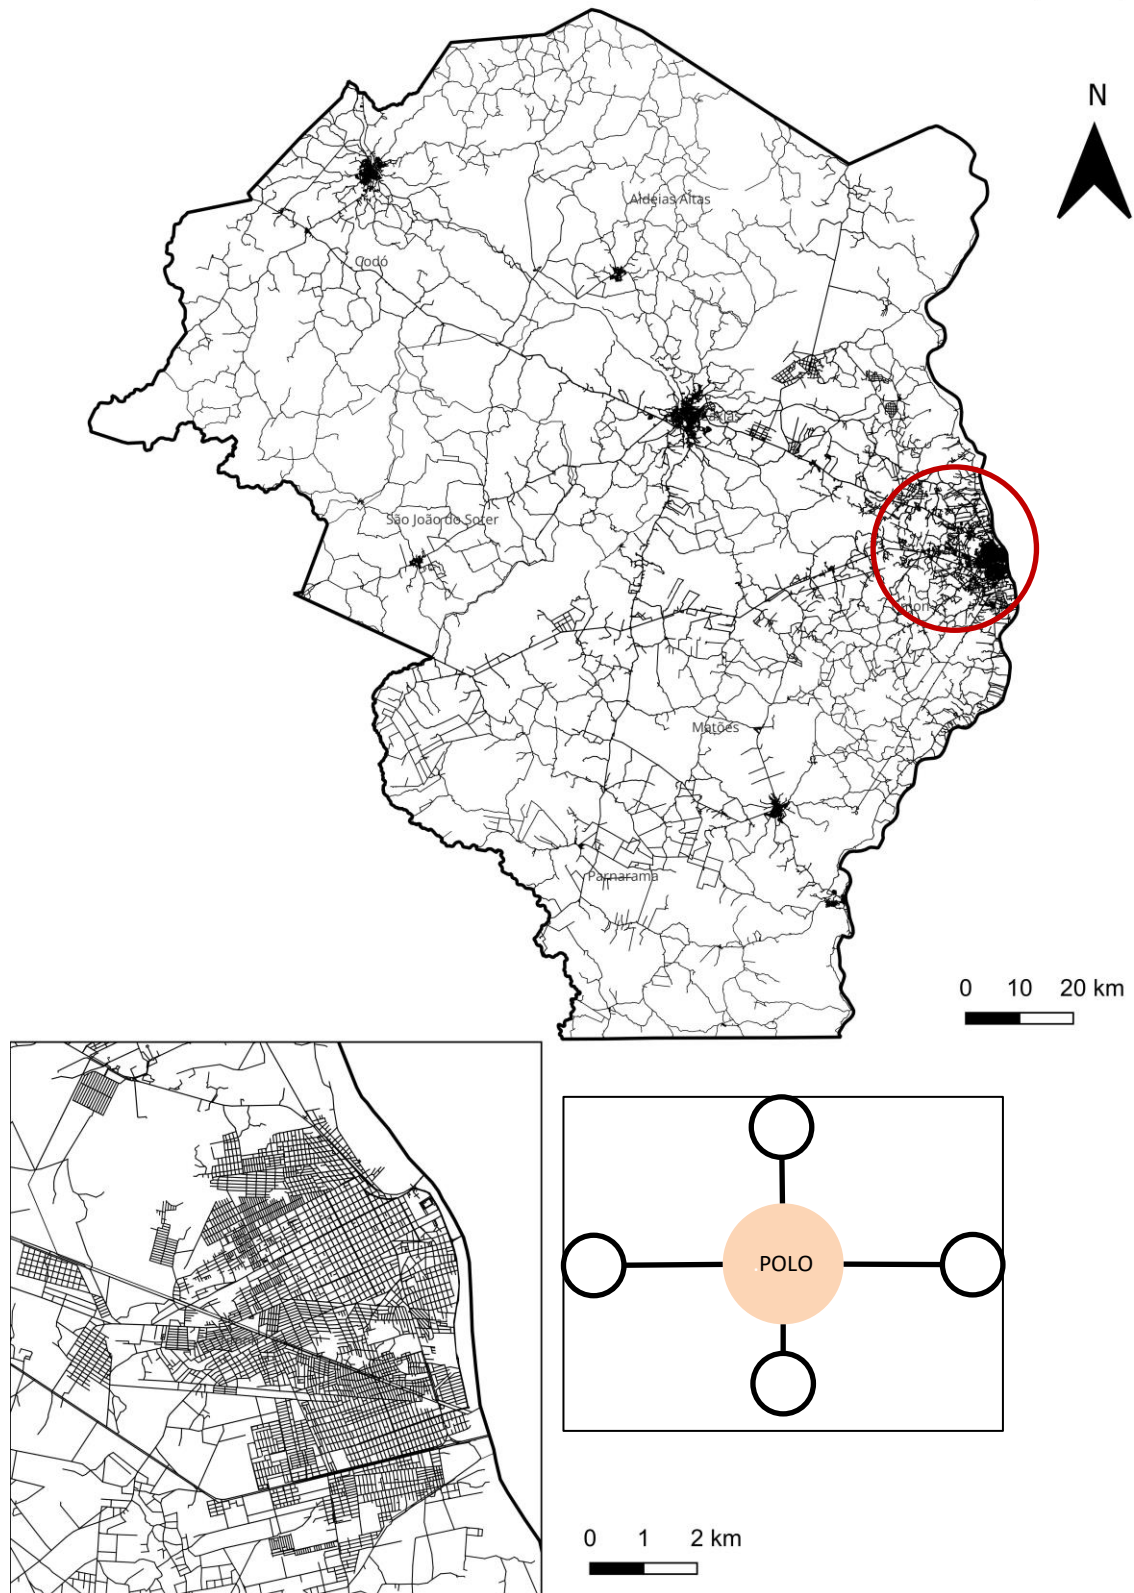 N
Aldeias Altas
Codó
São João do Soter
Matões
Parnarama
0 10 20 km
POLO
0 1 2 km